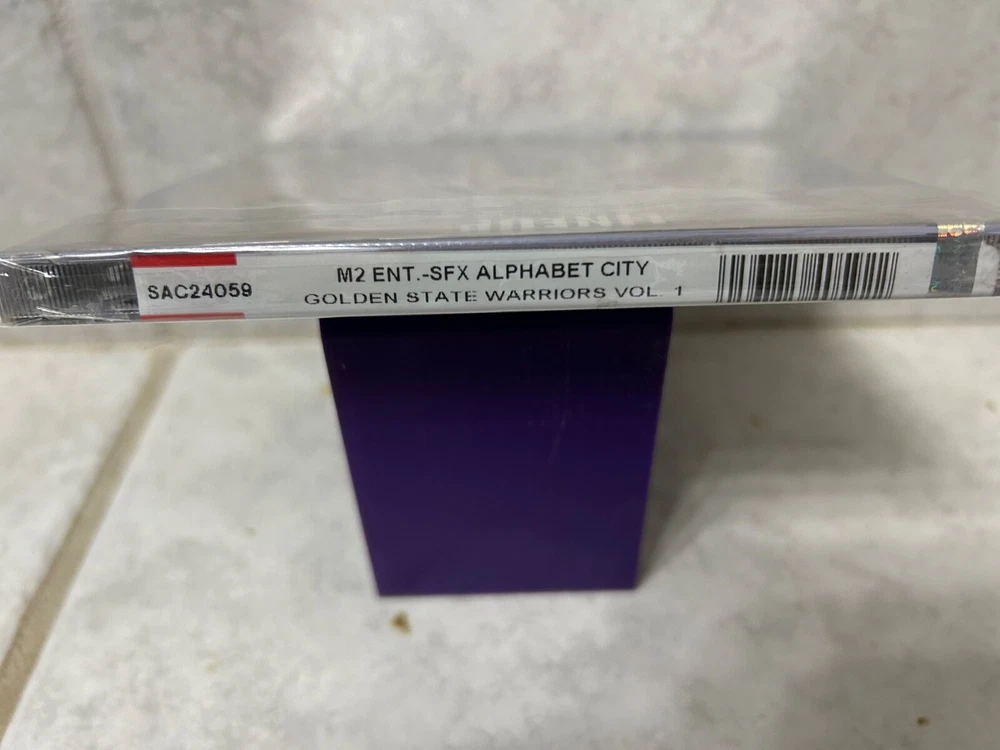 SAC24059
M2 ENT.-SFX ALPHABET CITY
GOLDEN STATE WARRIORS VOL. 1